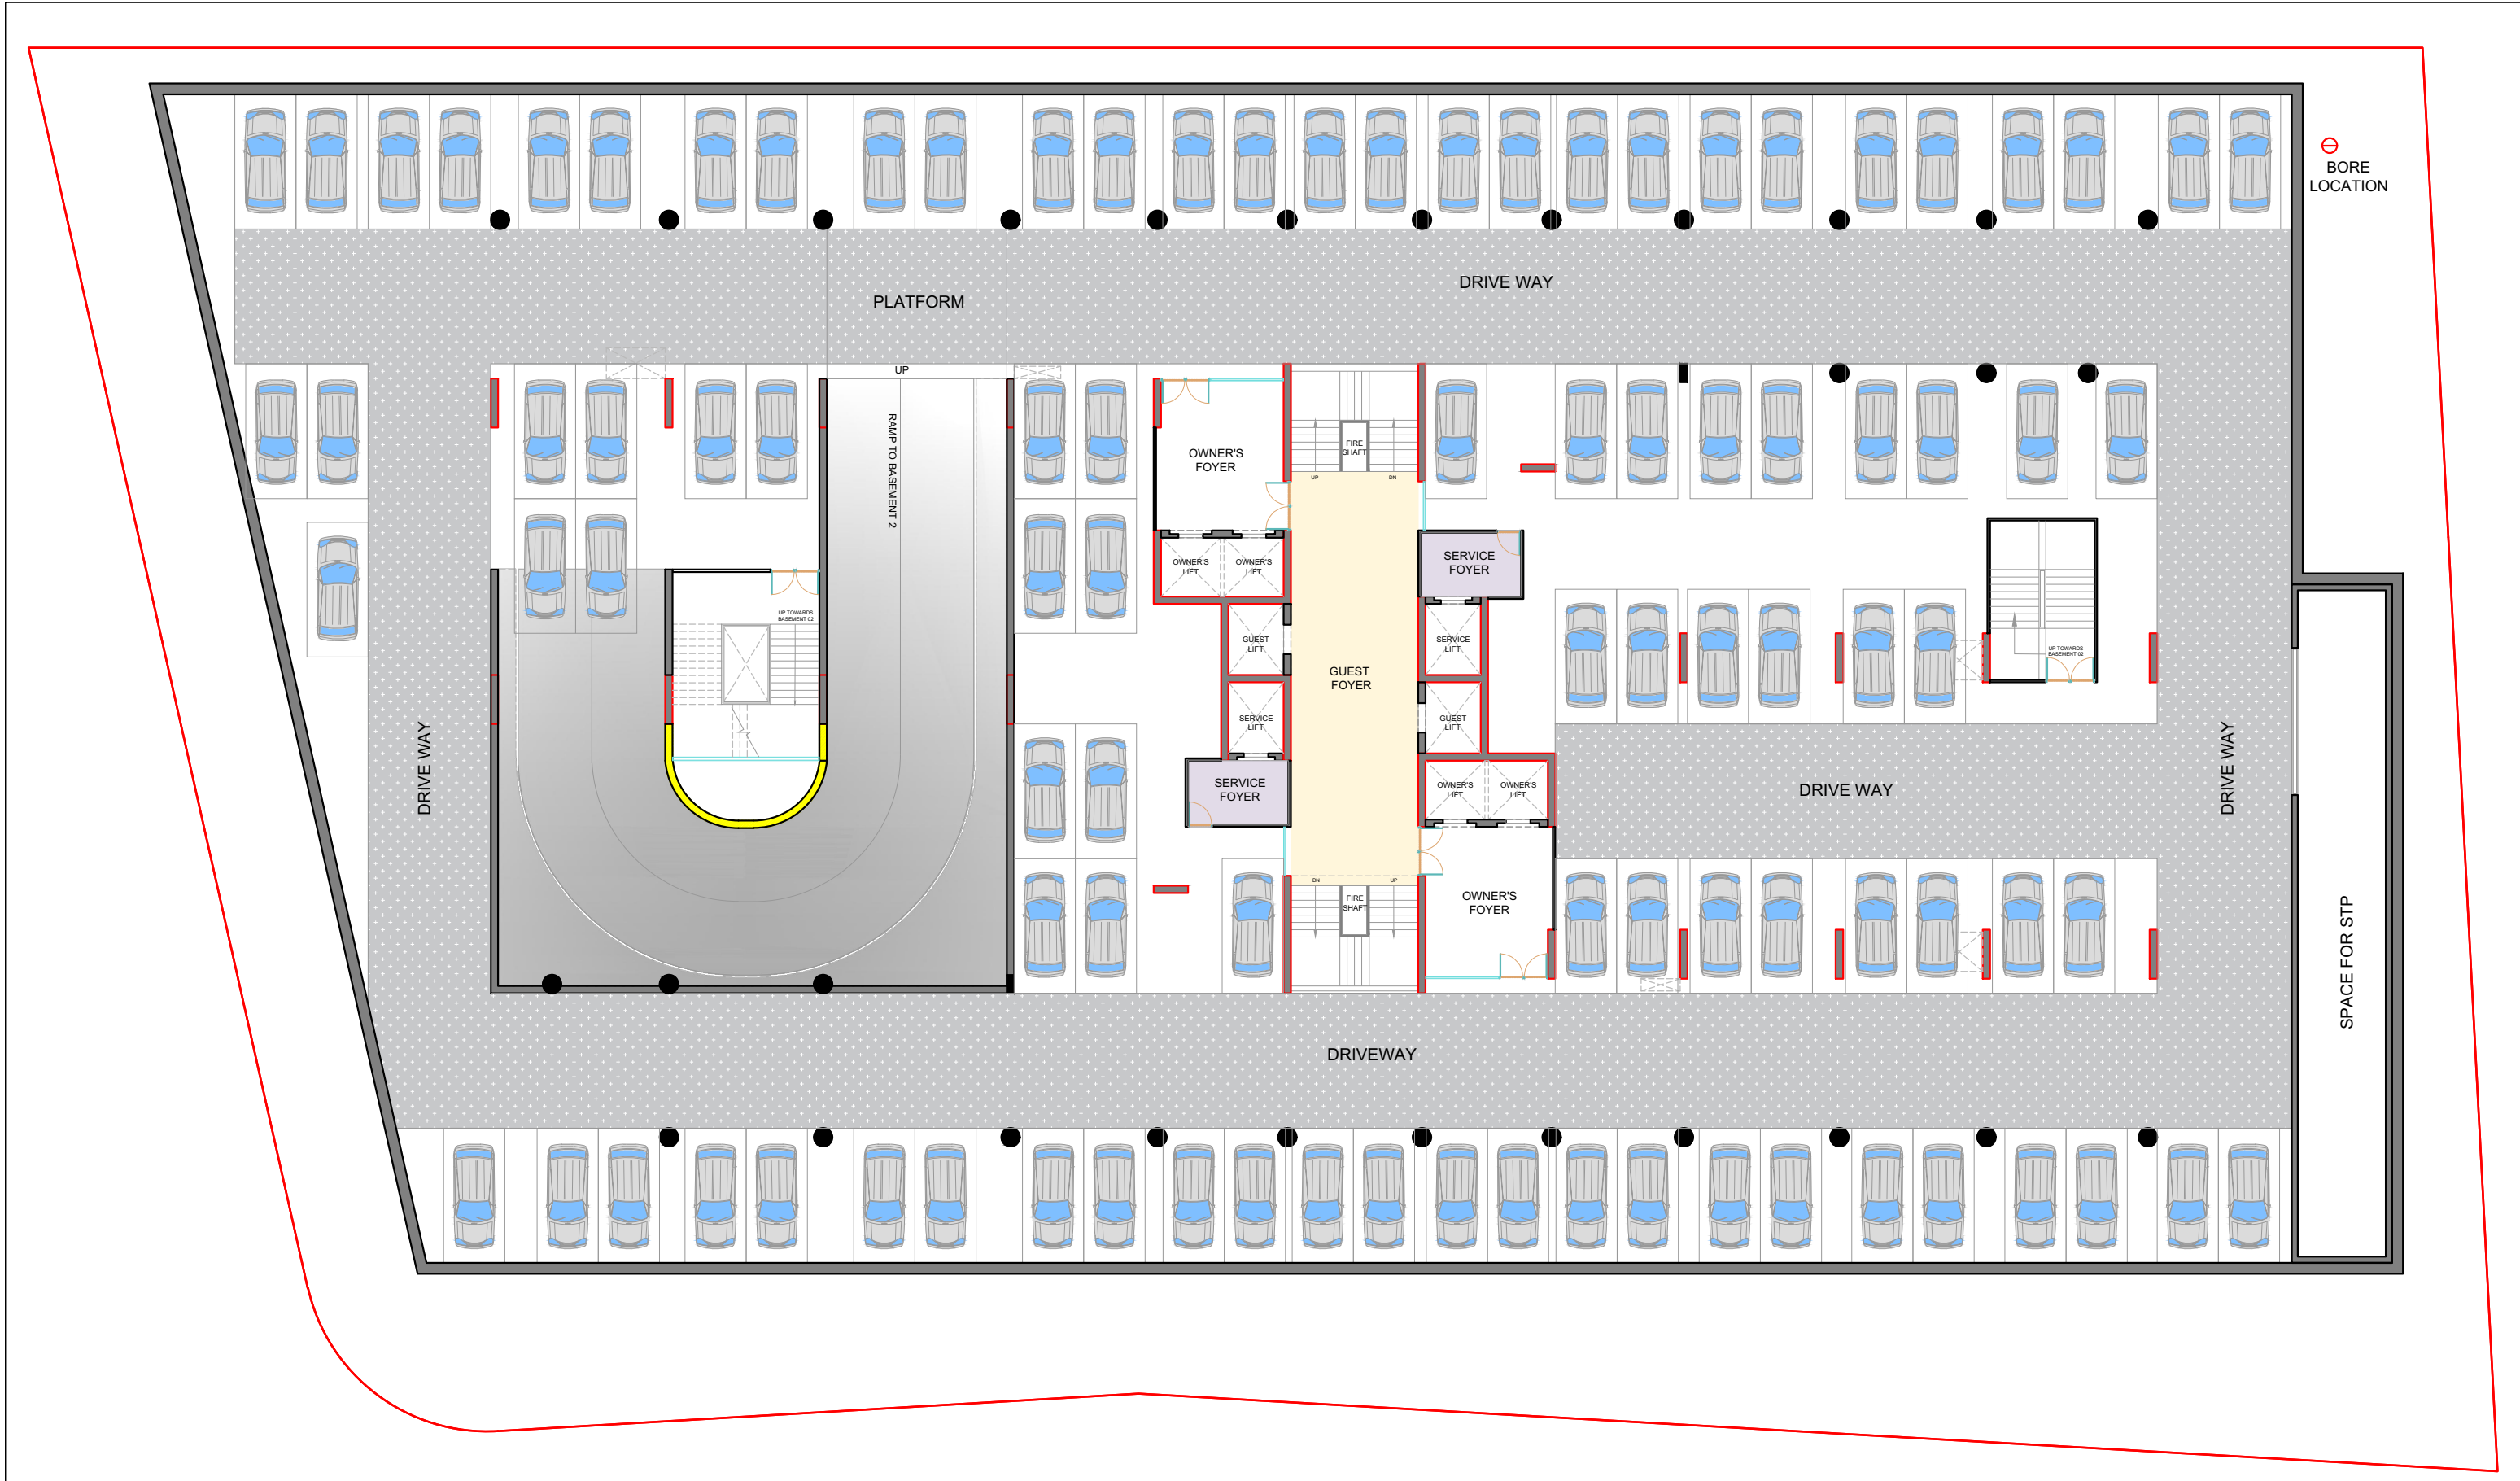 BORE
LOCATION
DRIVE WAY
PLATFORM
UP
RAMP TO BASEMENT 2
OWNER'S
FOYER
FIRE
SHAFT
UP
DN
SERVICE
FOYER
OWNER'S
LIFT
OWNER'S
LIFT
UP TOWARDS
BASEMENT 02
GUEST
LIFT
SERVICE
LIFT
UP TOWARDS
BASEMENT 02
GUEST
FOYER
SERVICE
LIFT
GUEST
LIFT
DRIVE WAY
SERVICE
FOYER
OWNER'S
LIFT
OWNER'S
LIFT
DRIVE WAY
DRIVE WAY
DN
UP
FIRE
SHAFT
OWNER'S
FOYER
SPACE FOR STP
DRIVEWAY